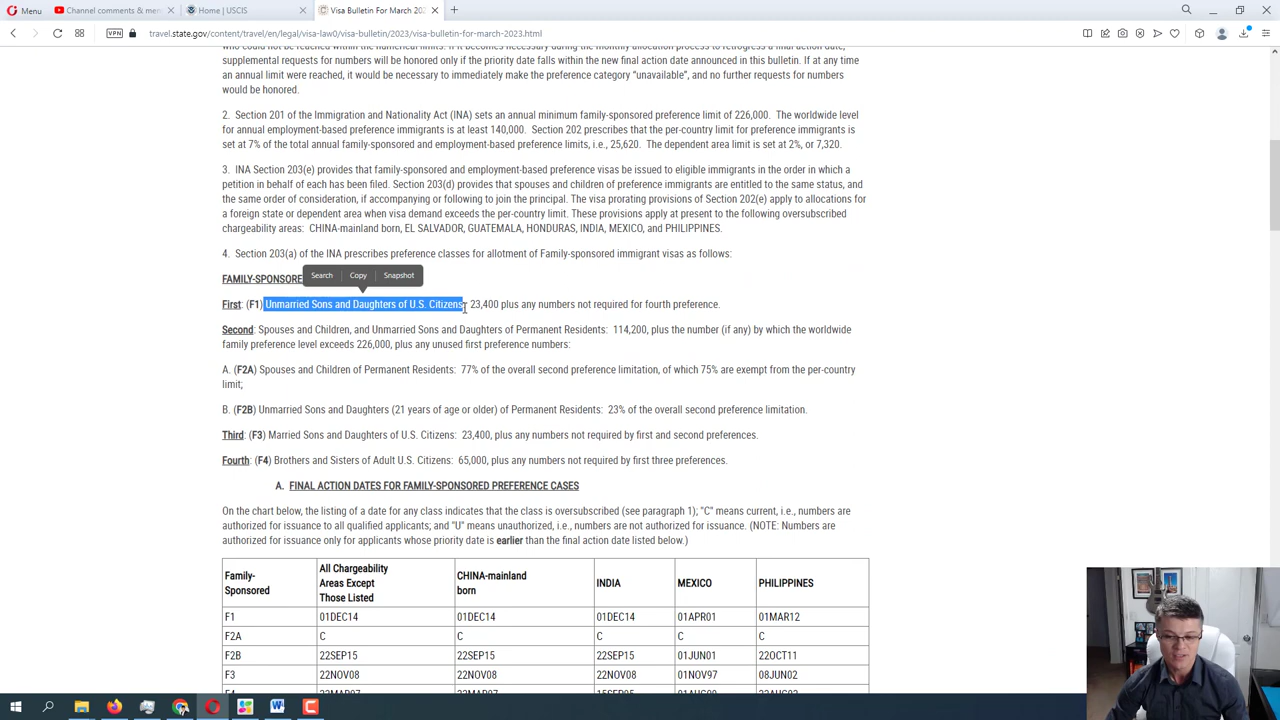 Menu
Channel comments & men
Home | USCIS
Visa Bulletin For March 202
VPN
travel.state.gov/content/travel/en/legal/visa-law0/visa-bulletin/2023/visa-bulletin-for-march-2023.html
who could not be reached within the numerical limits. If it becomes necessary during the monthly allocation process to retrogress a final action date,
supplemental requests for numbers will be honored only if the priority date falls within the new final action date announced in this bulletin. If at any time
an annual limit were reached, it would be necessary to immediately make the preference category "unavailable", and no further requests for numbers
would be honored.
2. Section 201 of the Immigration and Nationality Act (INA) sets an annual minimum family-sponsored preference limit of 226,000. The worldwide level
for annual employment-based preference immigrants is at least 140,000. Section 202 prescribes that the per-country limit for preference immigrants is
set at 7% of the total annual family-sponsored and employment-based preference limits, i.e., 25,620. The dependent area limit is set at 2%, or 7,320.
3. INA Section 203(e) provides that family-sponsored and employment-based preference visas be issued to eligible immigrants in the order in which a
petition in behalf of each has been filed. Section 203(d) provides that spouses and children of preference immigrants are entitled to the same status, and
the same order of consideration, if accompanying or following to join the principal. The visa prorating provisions of Section 202(e) apply to allocations for
a foreign state or dependent area when visa demand exceeds the per-country limit. These provisions apply at present to the following oversubscribed
chargeability areas: CHINA-mainland born, EL SALVADOR, GUATEMALA, HONDURAS, INDIA, MEXICO, and PHILIPPINES.
4. Section 203(a) of the INA prescribes preference classes for allotment of Family-sponsored immigrant visas as follows:
FAMILY-SPONSORE
Search Copy Snapshot
First: (F1) Unmarried Sons and Daughters of U.S. Citizens: 23,400 plus any numbers not required for fourth preference.
Second: Spouses and Children, and Unmarried Sons and Daughters of Permanent Residents: 114,200, plus the number (if any) by which the worldwide
family preference level exceeds 226,000, plus any unused first preference numbers:
A. (F2A) Spouses and Children of Permanent Residents: 77% of the overall second preference limitation, of which 75% are exempt from the per-country
limit;
B. (F2B) Unmarried Sons and Daughters (21 years of age or older) of Permanent Residents: 23% of the overall second preference limitation.
Third: (F3) Married Sons and Daughters of U.S. Citizens: 23,400, plus any numbers not required by first and second preferences.
Fourth: (F4) Brothers and Sisters of Adult U.S. Citizens: 65,000, plus any numbers not required by first three preferences.
A. FINAL ACTION DATES FOR FAMILY-SPONSORED PREFERENCE CASES
On the chart below, the listing of a date for any class indicates that the class is oversubscribed (see paragraph 1); "C" means current, i.e., numbers are
authorized for issuance to all qualified applicants; and "U" means unauthorized, i.e., numbers are not authorized for issuance. (NOTE: Numbers are
authorized for issuance only for applicants whose priority date is earlier than the final action date listed below.)
Family-Sponsored | All Chargeability Areas Except Those Listed | CHINA-mainland born | INDIA | MEXICO | PHILIPPINES
F1 01DEC14 01DEC14 01DEC14 01APR01 01MAR12
F2A C C C C C
F2B 22SEP15 22SEP15 22SEP15 01JUN01 22OCT11
F3 22NOV08 22NOV08 22NOV08 01NOV97 08JUN02